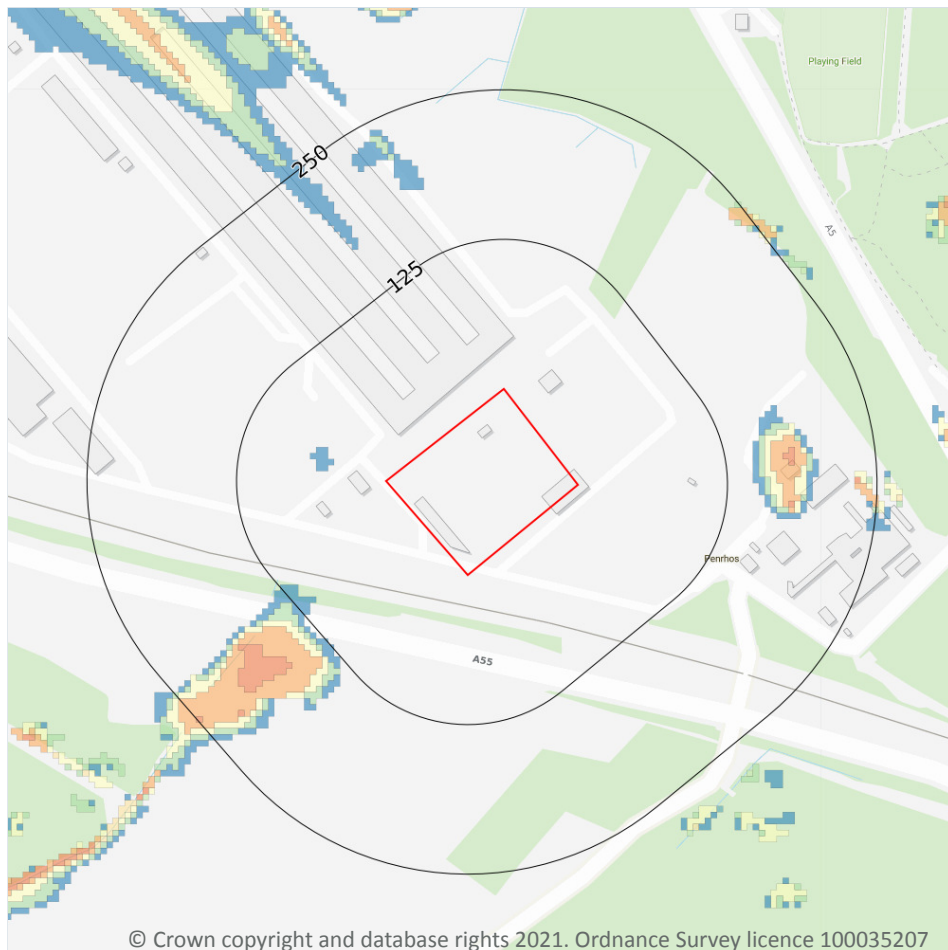 Playing Field
250
A5
125
Penrhos
A55
© Crown copyright and database rights 2021. Ordnance Survey licence 100035207